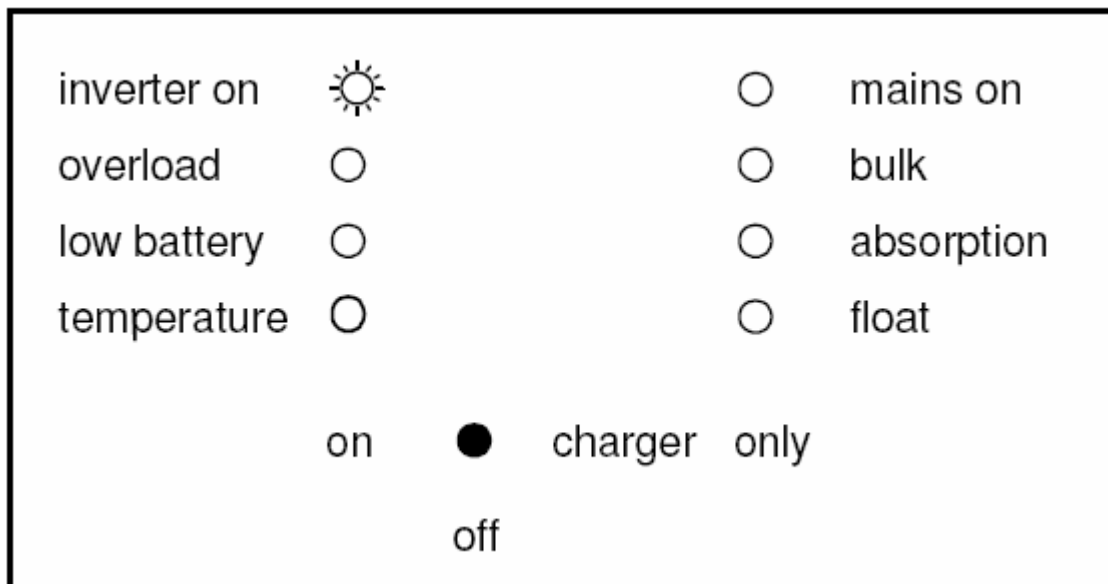 inverter on mains on
overload bulk
low battery absorption
temperature float
on charger only
off